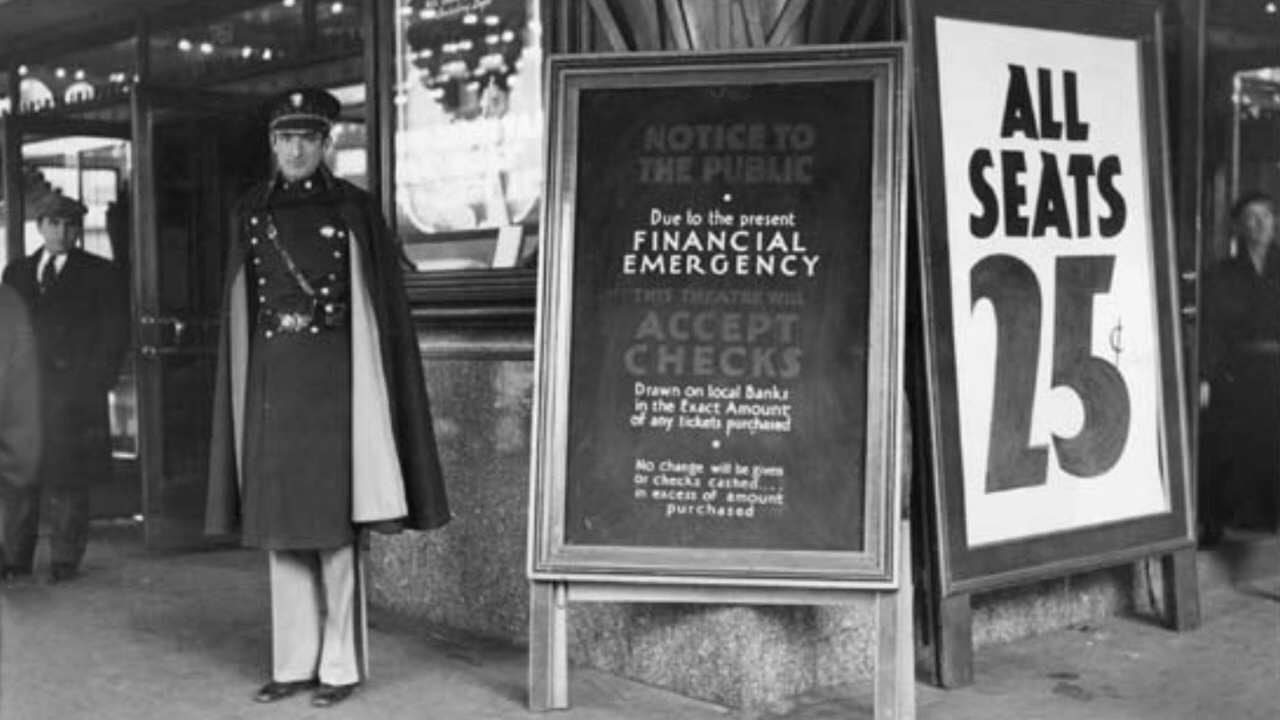 NOTICE TO
THE PUBLIC
Due to the present
FINANCIAL
EMERGENCY
THIS THEATRE WILL
ACCEPT
CHECKS
Drawn on local Banks
in the Exact Amount
of any tickets purchased
No change will be given
or checks cashed....
in excess of amount
purchased
ALL
SEATS
25¢